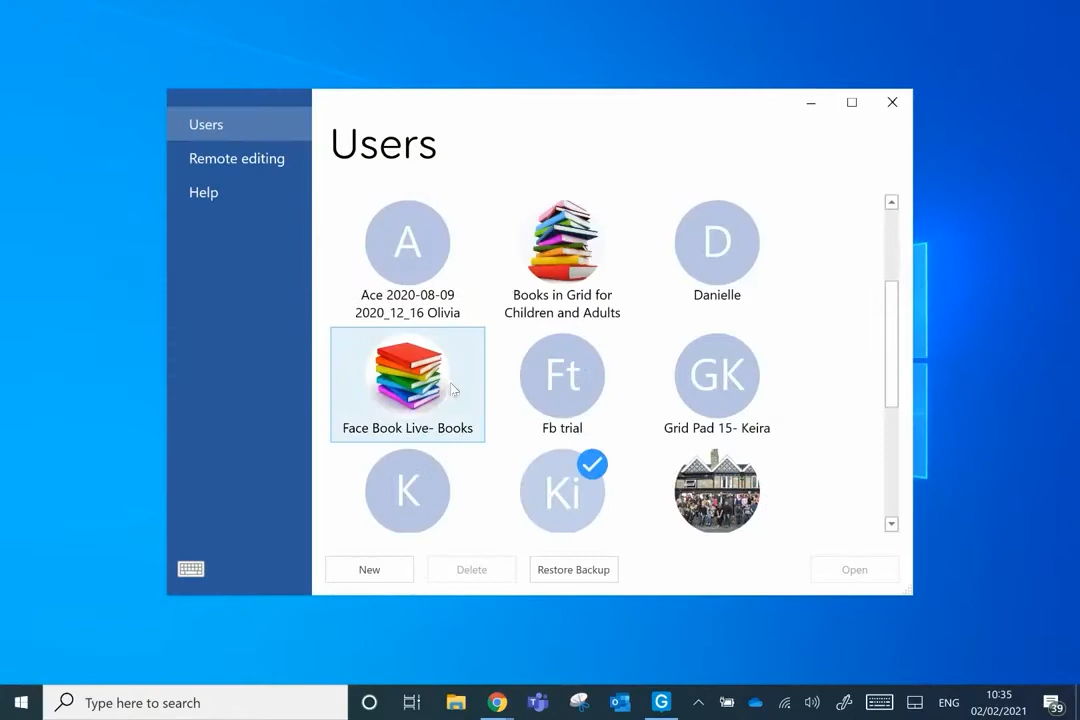 Users
Remote editing
Help
Users
A
Ace 2020-08-09
2020_12_16 Olivia
Books in Grid for
Children and Adults
D
Danielle
Face Book Live- Books
Ft
Fb trial
GK
Grid Pad 15- Keira
K
Ki
New
Delete
Restore Backup
Open
Type here to search
G
ENG
10:35
02/02/2021
39